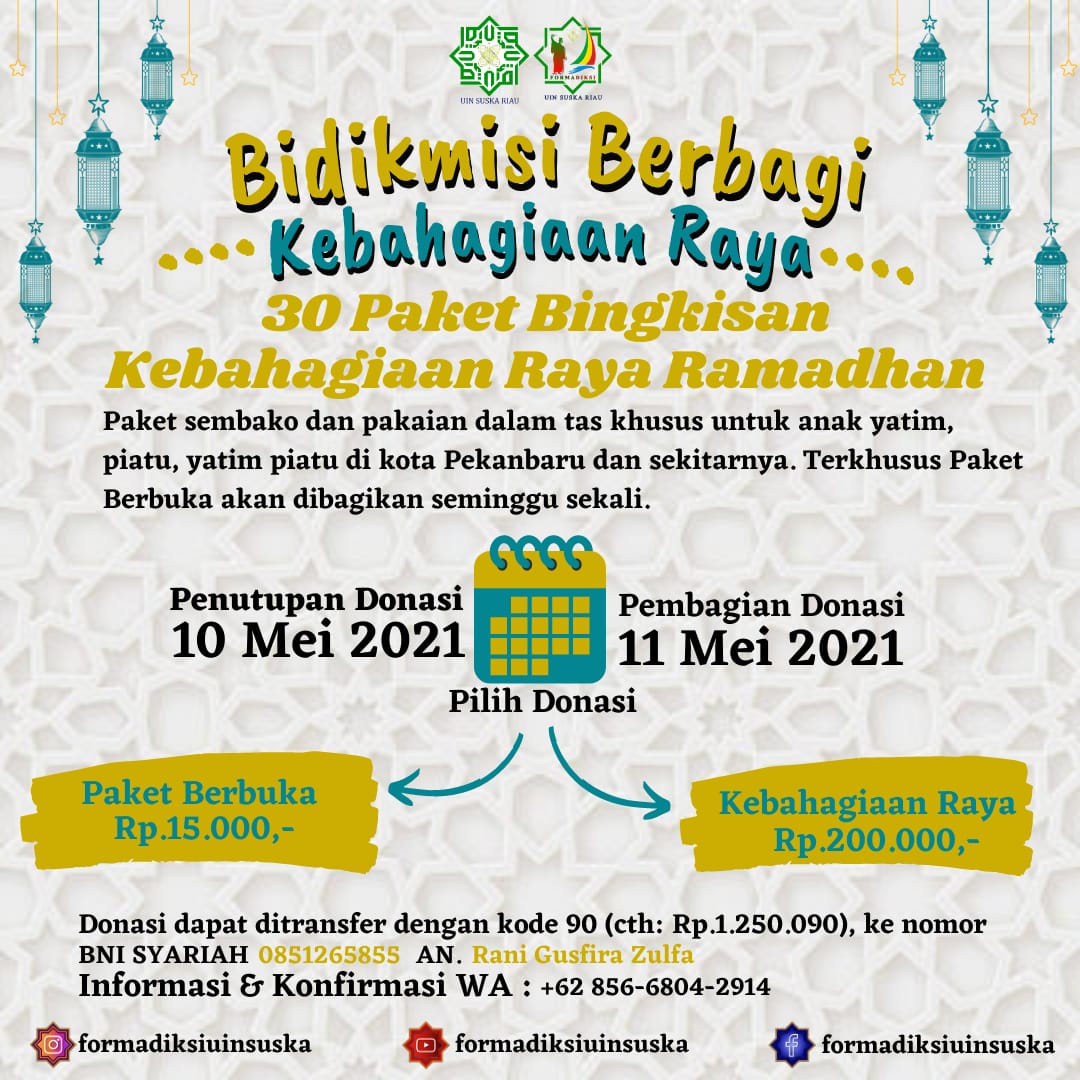 UIN SUSKA RIAU
FORMADIKSI
UIN SUSKA RIAU
Bidikmisi Berbagi
Kebahagiaan Raya
30 Paket Bingkisan
Kebahagiaan Raya Ramadhan
Paket sembako dan pakaian dalam tas khusus untuk anak yatim,
piatu, yatim piatu di kota Pekanbaru dan sekitarnya. Terkhusus Paket
Berbuka akan dibagikan seminggu sekali.
Penutupan Donasi
10 Mei 2021
Pembagian Donasi
11 Mei 2021
Pilih Donasi
Paket Berbuka
Rp.15.000,-
Kebahagiaan Raya
Rp.200.000,-
Donasi dapat ditransfer dengan kode 90 (cth: Rp.1.250.090), ke nomor
BNI SYARIAH 0851265855 AN. Rani Gusfira Zulfa
Informasi & Konfirmasi WA : +62 856-6804-2914
formadiksiuinsuska
formadiksiuinsuska
formadiksiuinsuska